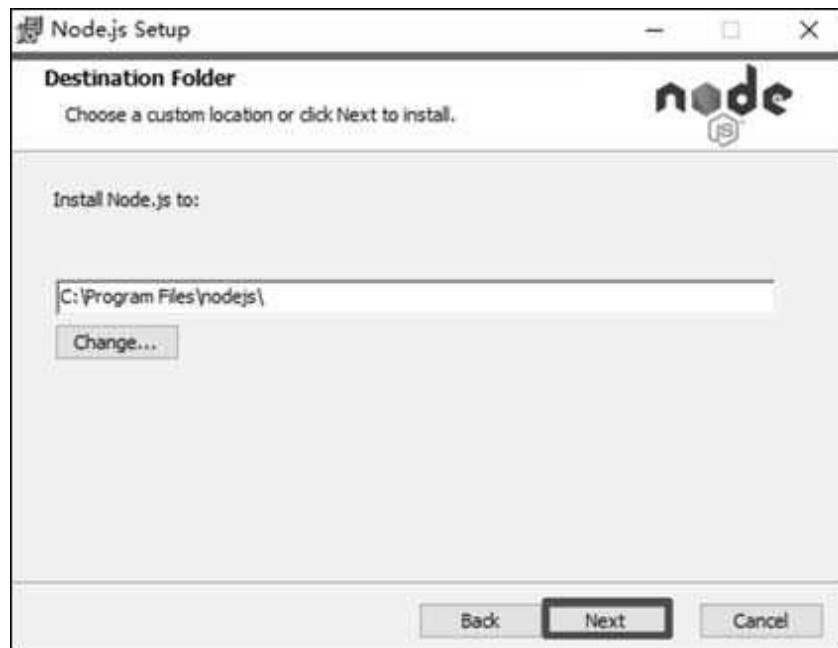 Node.js Setup
Destination Folder
Choose a custom location or click Next to install.
node
JS
Install Node.js to:
C:\Program Files\nodejs\
Change...
Back Next Cancel